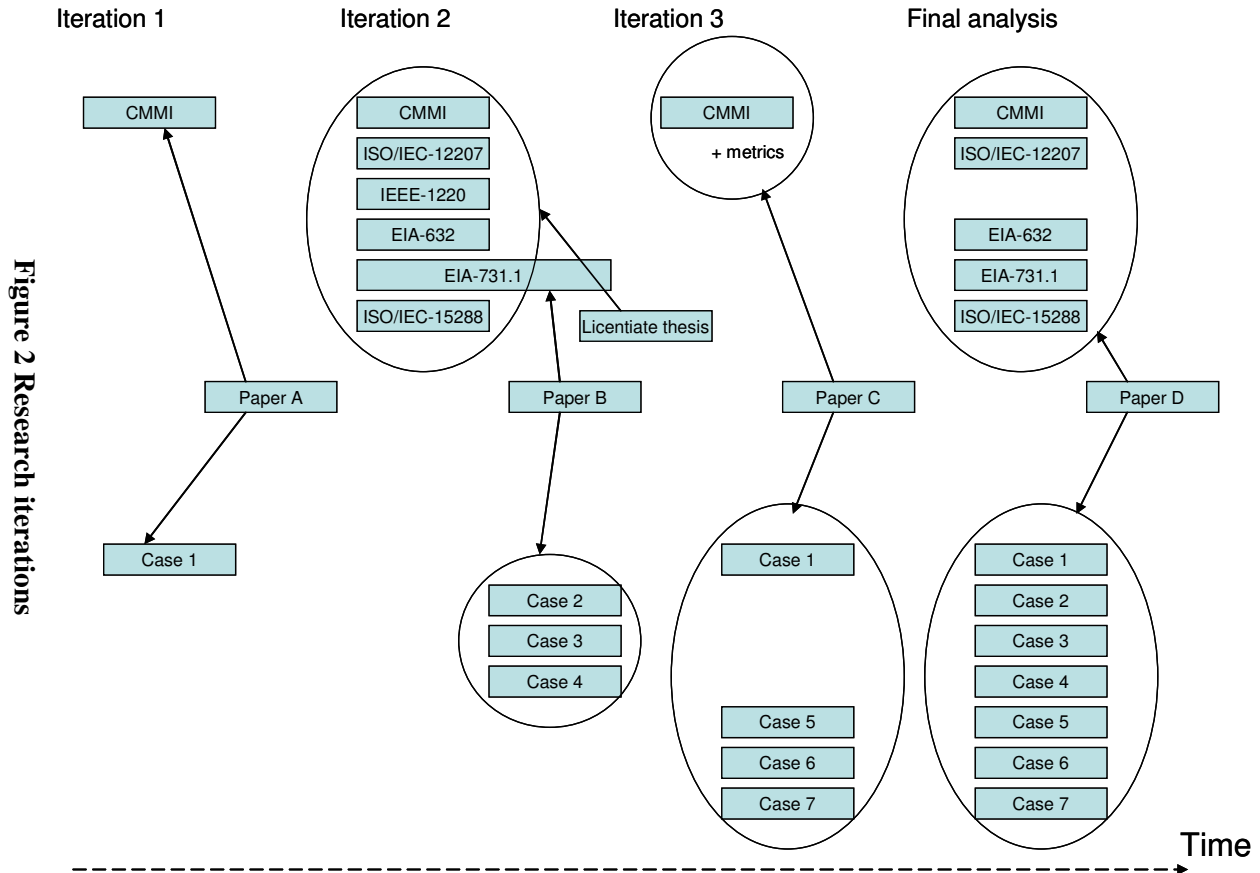 Iteration 1
Iteration 2
Iteration 3
Final analysis
CMMI
CMMI
ISO/IEC-12207
IEEE-1220
EIA-632
EIA-731.1
ISO/IEC-15288
Licentiate thesis
CMMI
+ metrics
CMMI
ISO/IEC-12207
EIA-632
EIA-731.1
ISO/IEC-15288
Paper A
Paper B
Paper C
Paper D
Case 1
Case 2
Case 3
Case 4
Case 1
Case 5
Case 6
Case 7
Case 1
Case 2
Case 3
Case 4
Case 5
Case 6
Case 7
Time
Figure 2 Research iterations